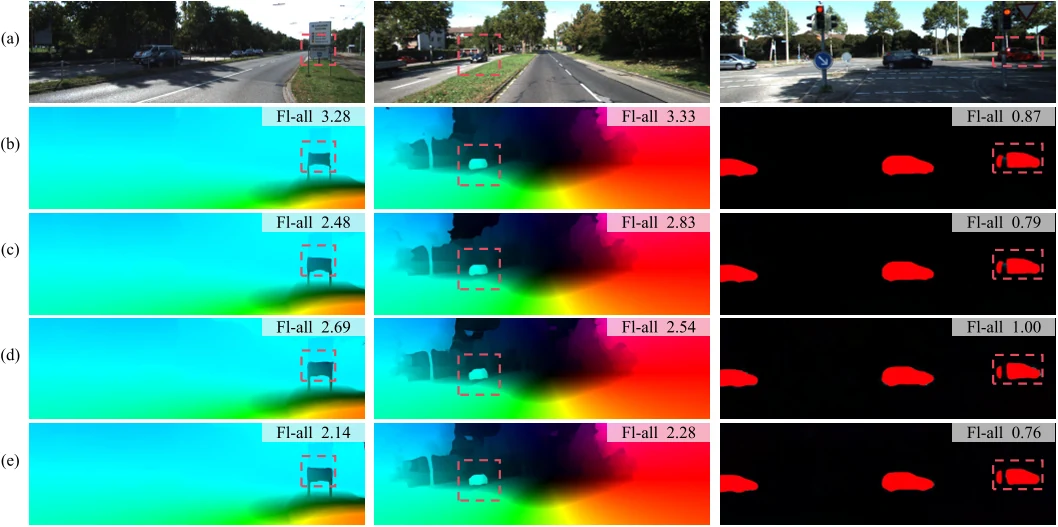 (a)
(b) Fl-all 3.28 Fl-all 3.33 Fl-all 0.87
(c) Fl-all 2.48 Fl-all 2.83 Fl-all 0.79
(d) Fl-all 2.69 Fl-all 2.54 Fl-all 1.00
(e) Fl-all 2.14 Fl-all 2.28 Fl-all 0.76